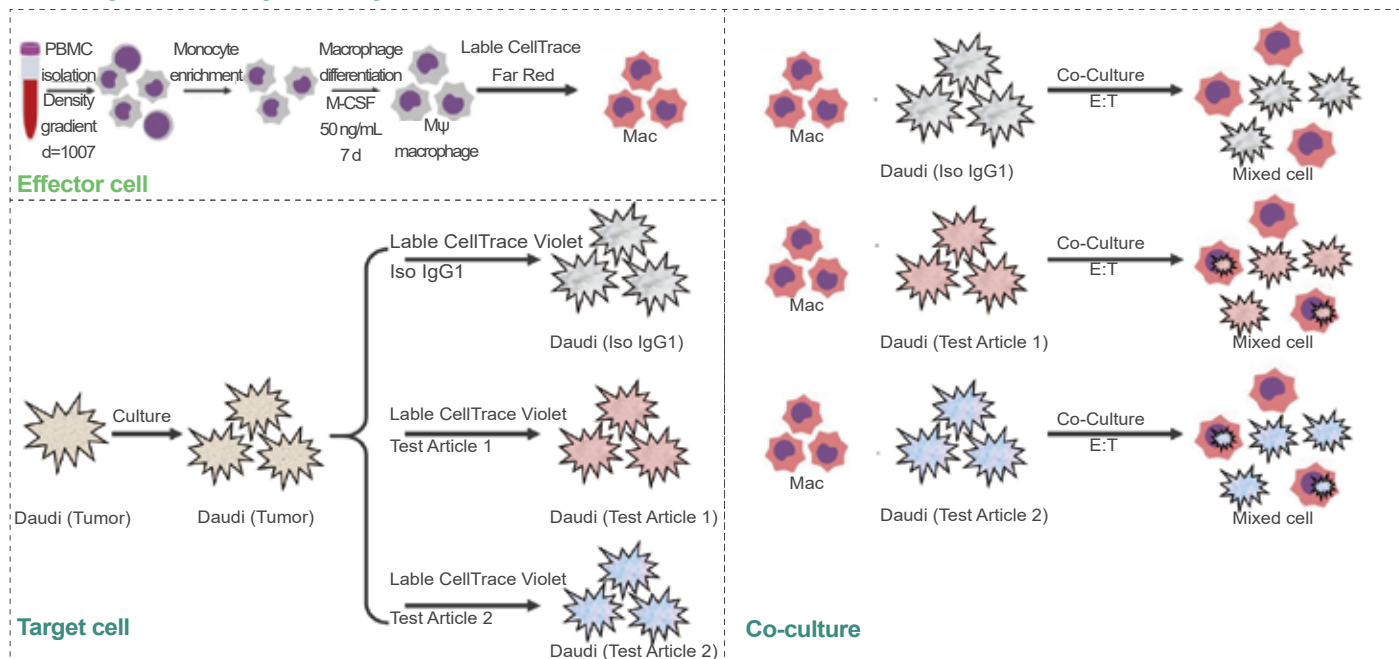 PBMC
isolation
Density
gradient
d=1007
Monocyte
enrichment
Macrophage
differentiation
M-CSF
50 ng/mL
7 d
Mψ
macrophage
Lable CellTrace
Far Red
Mac
Effector cell
Daudi (Tumor)
Culture
Daudi (Tumor)
Lable CellTrace Violet
Iso IgG1
Daudi (Iso IgG1)
Lable CellTrace Violet
Test Article 1
Daudi (Test Article 1)
Lable CellTrace Violet
Test Article 2
Daudi (Test Article 2)
Target cell
Mac
Daudi (Iso IgG1)
Co-Culture
E:T
Mixed cell
Mac
Daudi (Test Article 1)
Co-Culture
E:T
Mixed cell
Mac
Daudi (Test Article 2)
Co-Culture
E:T
Mixed cell
Co-culture